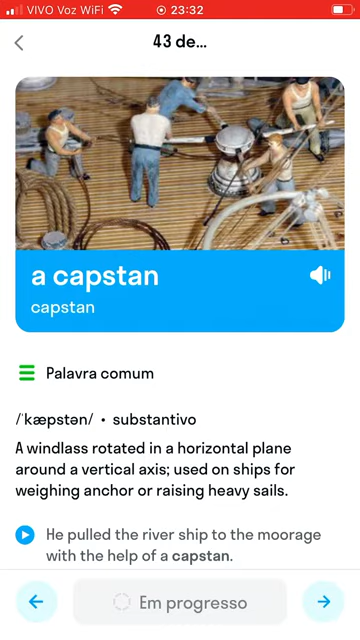 VIVO Voz WiFi 23:32
43 de...
a capstan
capstan
Palavra comum
/ˈkæpstən/ • substantivo
A windlass rotated in a horizontal plane
around a vertical axis; used on ships for
weighing anchor or raising heavy sails.
He pulled the river ship to the moorage
with the help of a capstan.
Em progresso